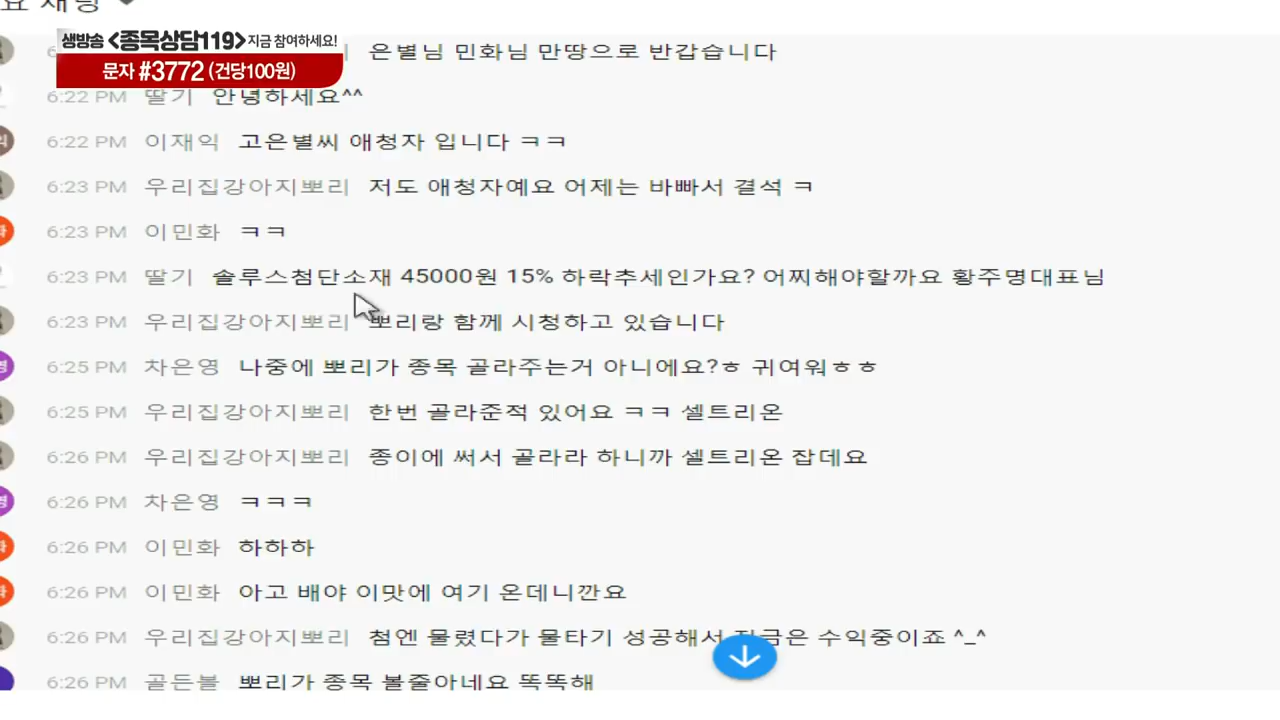 생방송 <종목상담119> 지금 참여하세요!
문자 #3772 (건당100원)
은별님 민화님 만땅으로 반갑습니다
6:22 PM 딸기 안녕하세요^^
6:22 PM 이재익 고은별씨 애청자 입니다 ㅋㅋ
6:23 PM 우리집강아지뽀리 저도 애청자예요 어제는 바빠서 결석 ㅋ
6:23 PM 이민화 ㅋㅋ
6:23 PM 딸기 솔루스첨단소재 45000원 15% 하락추세인가요? 어찌해야할까요 황주명대표님
6:23 PM 우리집강아지뽀리 뽀리랑 함께 시청하고 있습니다
6:25 PM 차은영 나중에 뽀리가 종목 골라주는거 아니에요?ㅎ 귀여워ㅎㅎ
6:25 PM 우리집강아지뽀리 한번 골라준적 있어요 ㅋㅋ 셀트리온
6:26 PM 우리집강아지뽀리 종이에 써서 골라라 하니까 셀트리온 잡데요
6:26 PM 차은영 ㅋㅋㅋ
6:26 PM 이민화 하하하
6:26 PM 이민화 아고 배야 이맛에 여기 온데니깐요
6:26 PM 우리집강아지뽀리 첨엔 물렸다가 물타기 성공해서 지금은 수익중이죠 ^_^
6:26 PM 골든불 뽀리가 종목 볼줄아네요 똑똑해